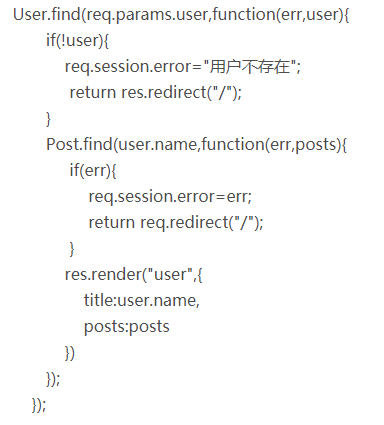 User.find(req.params.user,function(err,user){
if(!user){
req.session.error="用户不存在";
return res.redirect("/");
}
Post.find(user.name,function(err,posts){
if(err){
req.session.error=err;
return req.redirect("/");
}
res.render("user",{
title:user.name,
posts:posts
})
});
});